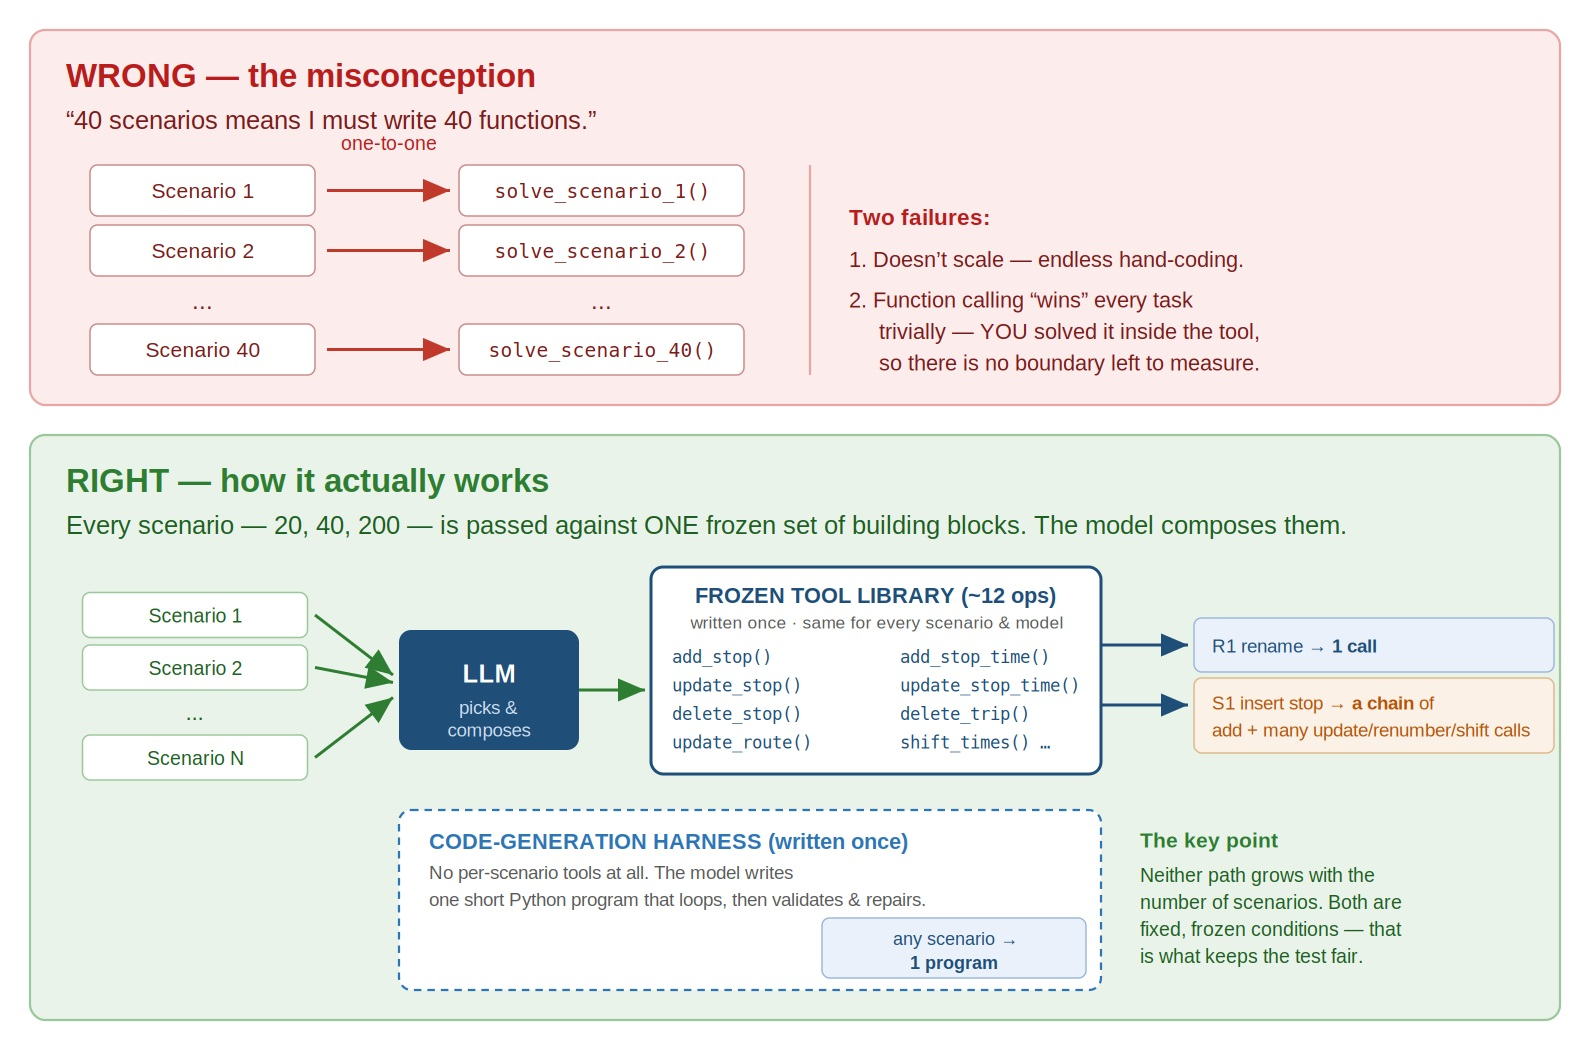 WRONG — the misconception
“40 scenarios means I must write 40 functions.”
one-to-one
Scenario 1
solve_scenario_1()
Scenario 2
solve_scenario_2()
...
...
Scenario 40
solve_scenario_40()
Two failures:
1. Doesn’t scale — endless hand-coding.
2. Function calling “wins” every task
trivially — YOU solved it inside the tool,
so there is no boundary left to measure.
RIGHT — how it actually works
Every scenario — 20, 40, 200 — is passed against ONE frozen set of building blocks. The model composes them.
Scenario 1
Scenario 2
...
Scenario N
LLM
picks &
composes
FROZEN TOOL LIBRARY (~12 ops)
written once · same for every scenario & model
add_stop()
add_stop_time()
update_stop()
update_stop_time()
delete_stop()
delete_trip()
update_route()
shift_times() …
R1 rename → 1 call
S1 insert stop → a chain of
add + many update/renumber/shift calls
CODE-GENERATION HARNESS (written once)
No per-scenario tools at all. The model writes
one short Python program that loops, then validates & repairs.
any scenario →
1 program
The key point
Neither path grows with the
number of scenarios. Both are
fixed, frozen conditions — that
is what keeps the test fair.